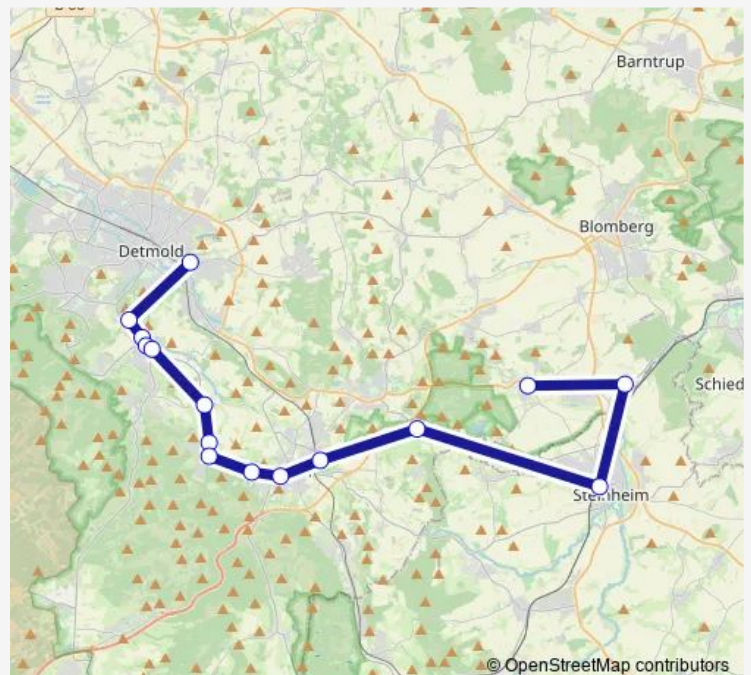 Barntrup
Blomberg
Detmold
Schied
Steinheim
© OpenStreetMap contributors